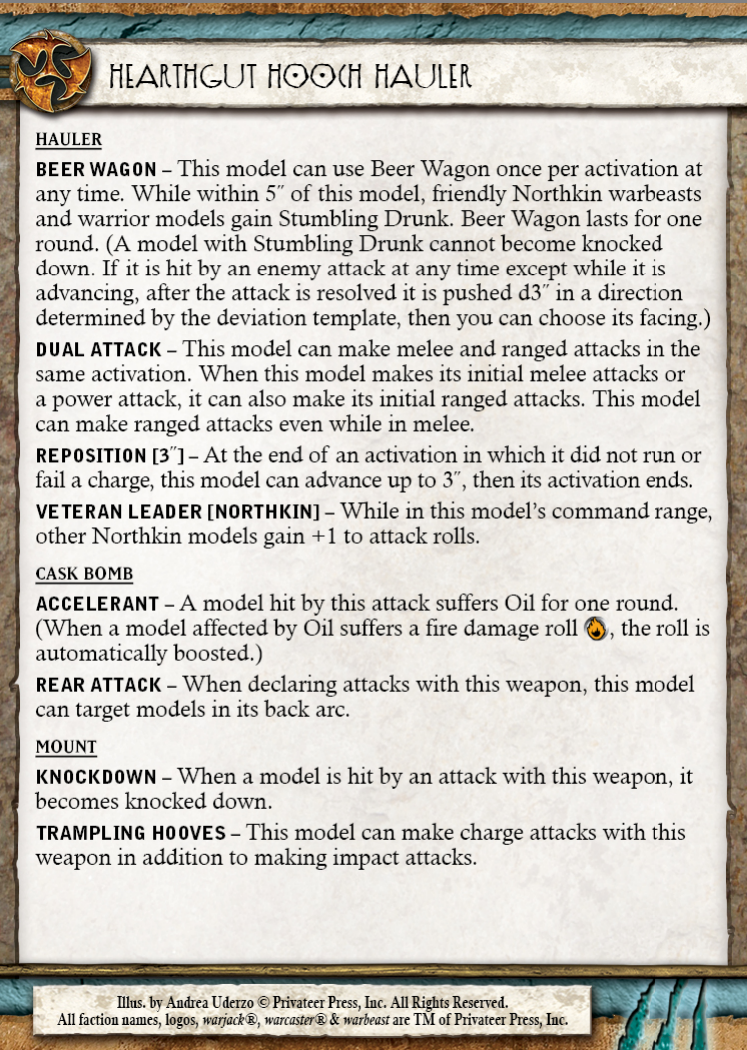 HEARTHGUT HOOCH HAULER
HAULER
BEER WAGON – This model can use Beer Wagon once per activation at
any time. While within 5˝ of this model, friendly Northkin warbeasts
and warrior models gain Stumbling Drunk. Beer Wagon lasts for one
round. (A model with Stumbling Drunk cannot become knocked
down. If it is hit by an enemy attack at any time except while it is
advancing, after the attack is resolved it is pushed d3˝ in a direction
determined by the deviation template, then you can choose its facing.)
DUAL ATTACK – This model can make melee and ranged attacks in the
same activation. When this model makes its initial melee attacks or
a power attack, it can also make its initial ranged attacks. This model
can make ranged attacks even while in melee.
REPOSITION [3˝] – At the end of an activation in which it did not run or
fail a charge, this model can advance up to 3˝, then its activation ends.
VETERAN LEADER [NORTHKIN] – While in this model’s command range,
other Northkin models gain +1 to attack rolls.
CASK BOMB
ACCELERANT – A model hit by this attack suffers Oil for one round.
(When a model affected by Oil suffers a fire damage roll , the roll is
automatically boosted.)
REAR ATTACK – When declaring attacks with this weapon, this model
can target models in its back arc.
MOUNT
KNOCKDOWN – When a model is hit by an attack with this weapon, it
becomes knocked down.
TRAMPLING HOOVES – This model can make charge attacks with this
weapon in addition to making impact attacks.
Illus. by Andrea Uderzo © Privateer Press, Inc. All Rights Reserved.
All faction names, logos, warjack®, warcaster® & warbeast are TM of Privateer Press, Inc.